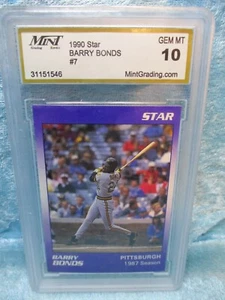 MINT
1990 Star
GEM MT
BARRY BONDS
10
#7
31151546
MintGrading.com
STAR
BARRY
BONDS
PITTSBURGH
1987 Season